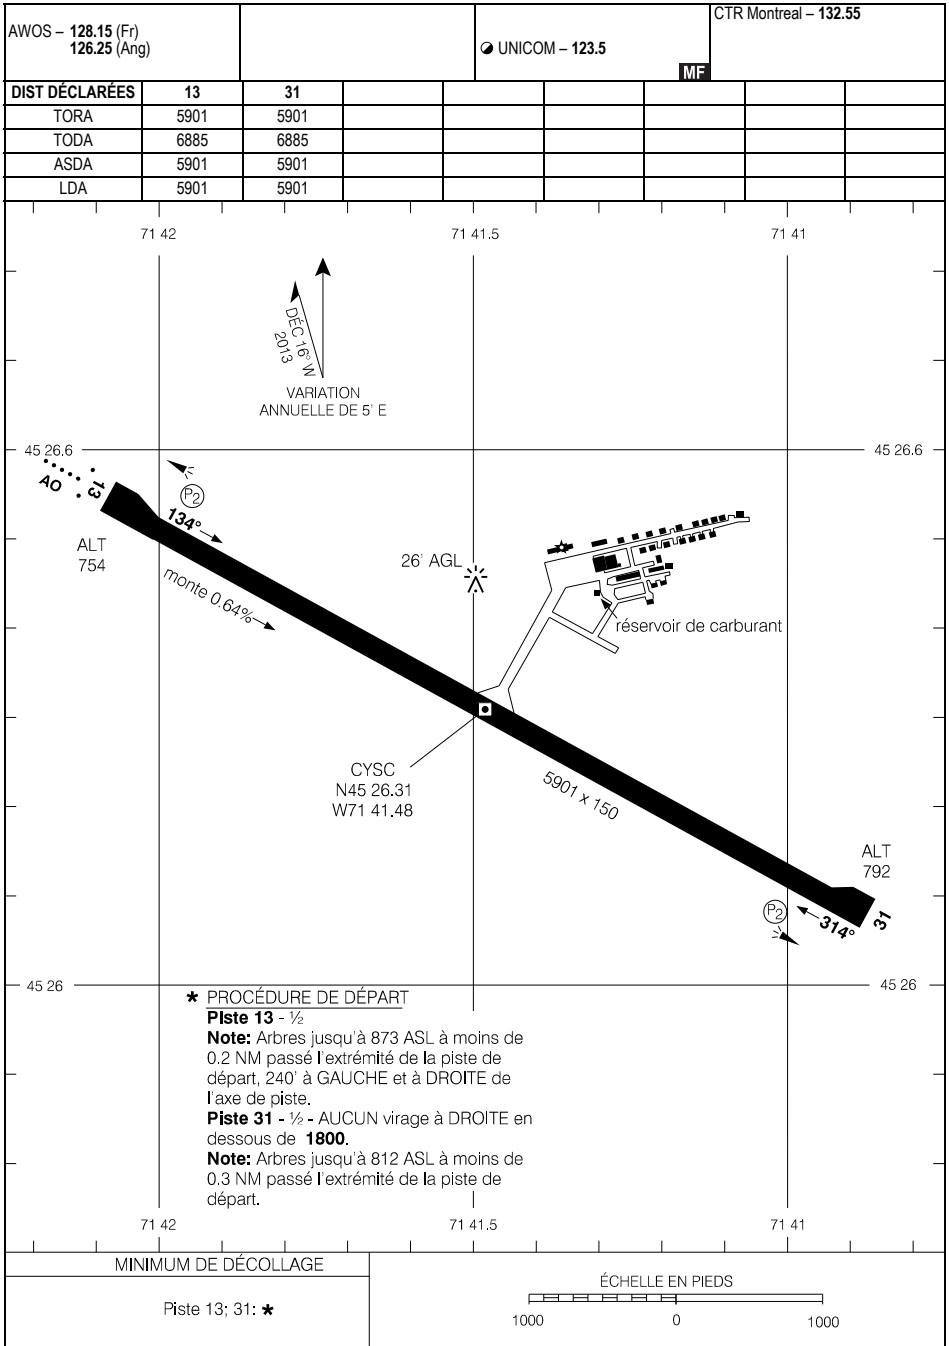 AWOS – 128.15 (Fr)
126.25 (Ang)
UNICOM – 123.5
MF
CTR Montreal – 132.55
DIST DÉCLARÉES 13 31
TORA 5901 5901
TODA 6885 6885
ASDA 5901 5901
LDA 5901 5901
71 42 71 41.5 71 41
DÉC 16° W
2013
VARIATION
ANNUELLE DE 5' E
45 26.6 45 26.6
AO
13
P2
134°
ALT
754
monte 0.64%
26' AGL
réservoir de carburant
CYSC
N45 26.31
W71 41.48
5901 x 150
ALT
792
P2
314°
31
45 26 45 26
* PROCÉDURE DE DÉPART
Piste 13 - ½
Note: Arbres jusqu'à 873 ASL à moins de
0.2 NM passé l'extrémité de la piste de
départ, 240' à GAUCHE et à DROITE de
l'axe de piste.
Piste 31 - ½ - AUCUN virage à DROITE en
dessous de 1800.
Note: Arbres jusqu'à 812 ASL à moins de
0.3 NM passé l'extrémité de la piste de
départ.
71 42 71 41.5 71 41
MINIMUM DE DÉCOLLAGE
Piste 13; 31: *
ÉCHELLE EN PIEDS
1000 0 1000